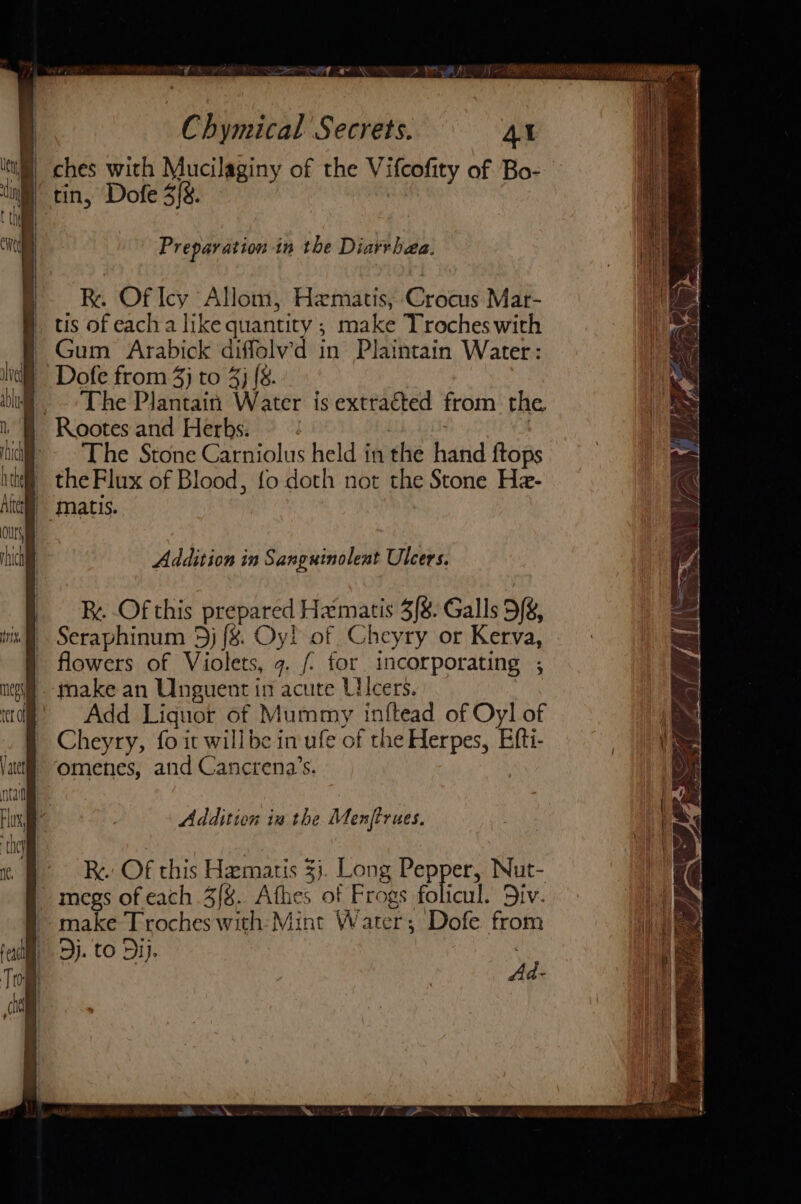 Chymical Secrets. 41
ches with Mucilaginy of the Viſcoſity of Bo-
tin, Doſe ʒſs.
Preparation in the Diarrhæa.
℞. Of Icy Allom, Hæmatis, Crocus Mar-
tis of each a like quantity ; make Troches with
Gum Arabick diſſolv'd in Plaintain Water :
Doſe from ʒj to ʒj ſs.
The Plantain Water is extracted from the
Rootes and Herbs.
The Stone Carniolus held in the hand ſtops
the Flux of Blood, ſo doth not the Stone Hæ-
matis.
Addition in Sanguinolent Ulcers.
℞. Of this prepared Hæmatis ʒſs. Galls ℈ſs,
Seraphinum ℈j ſs. Oyl of Cheyry or Kerva,
flowers of Violets, q. ſ. for incorporating ;
make an Unguent in acute Ulcers.
Add Liquor of Mummy inſtead of Oyl of
Cheyry, ſo it will be in uſe of the Herpes, Eſti-
omenes, and Cancrena's.
Addition in the Menſtrues.
℞. Of this Hæmatis ʒj. Long Pepper, Nut-
megs of each ʒſs. Aſhes of Frogs folicul. ℈iv.
make Troches with Mint Water ; Doſe from
℈j. to ℈ij.
Ad-